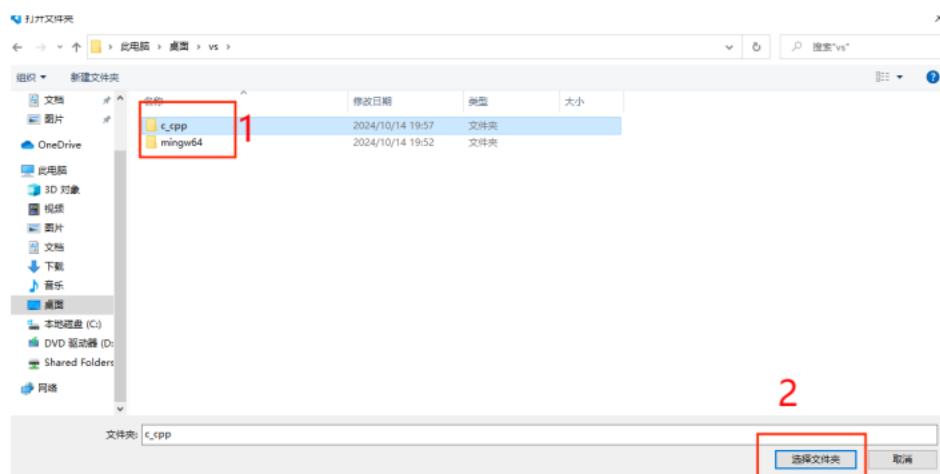 打开文件夹
此电脑 > 桌面 > vs >
搜索"vs"
组织
新建文件夹
文档
图片
OneDrive
此电脑
3D 对象
视频
图片
文档
下载
音乐
桌面
本地磁盘 (C:)
DVD 驱动器 (D:
Shared Folders
网络
名称 修改日期 类型 大小
c_cpp 2024/10/14 19:57 文件夹
mingw64 2024/10/14 19:52 文件夹
1
2
文件夹: c_cpp
选择文件夹 取消